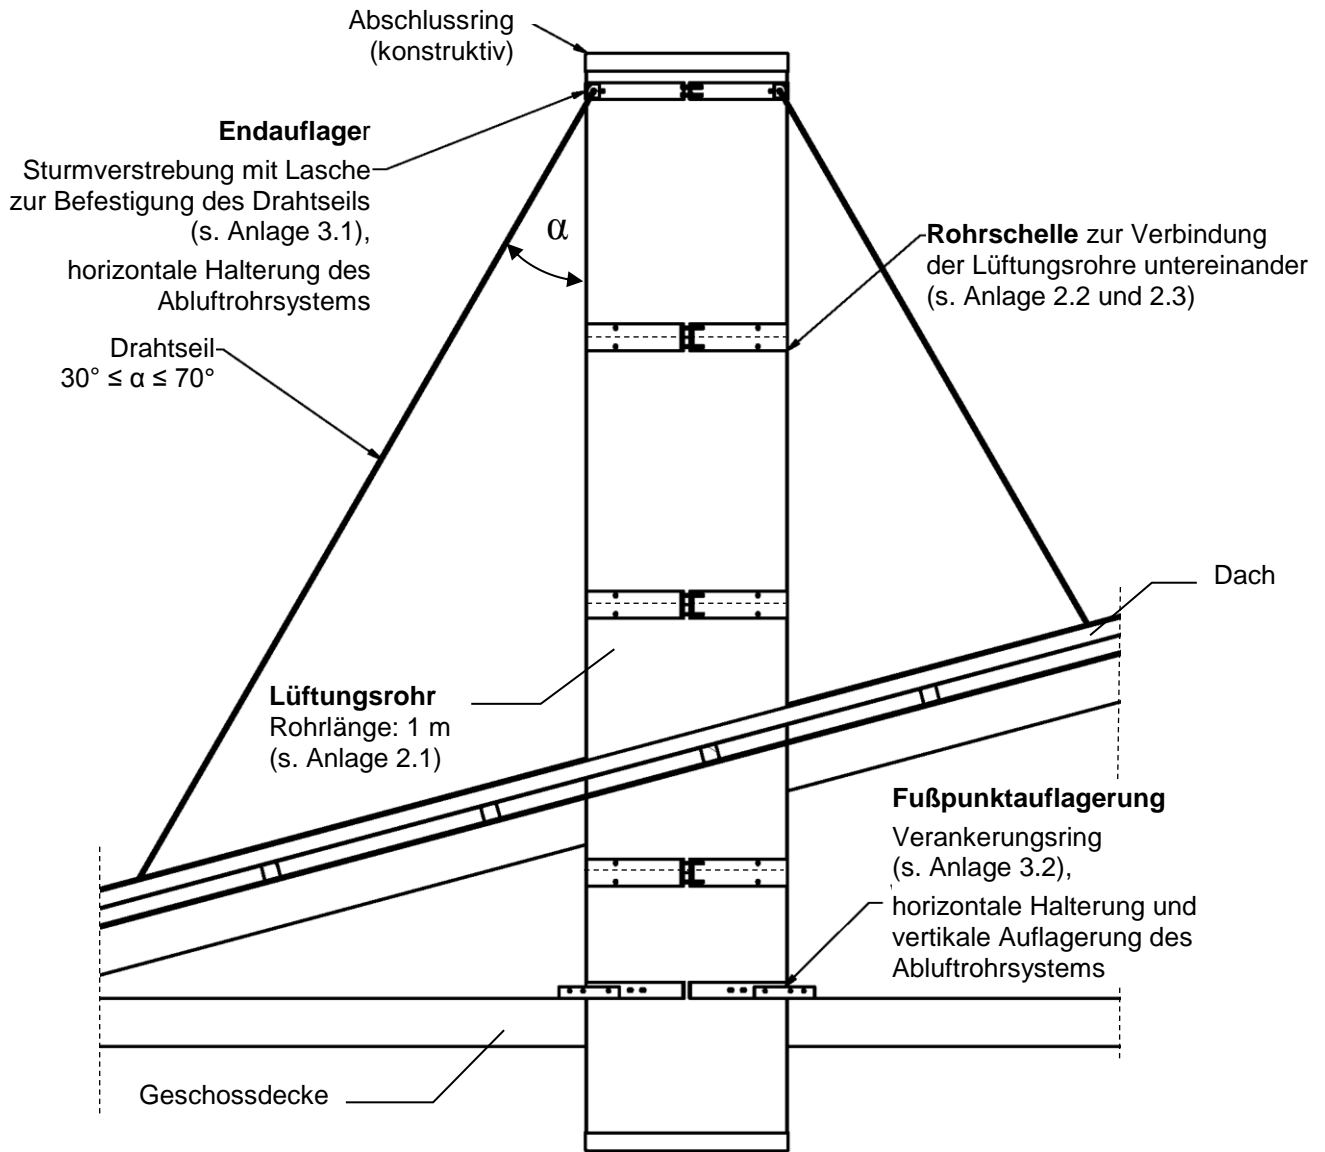 Abschlussring
(konstruktiv)
Endauflager
Sturmverstrebung mit Lasche
zur Befestigung des Drahtseils
(s. Anlage 3.1),
horizontale Halterung des
Abluftrohrsystems
α
Rohrschelle zur Verbindung
der Lüftungsrohre untereinander
(s. Anlage 2.2 und 2.3)
Drahtseil
30° ≤ α ≤ 70°
Dach
Lüftungsrohr
Rohrlänge: 1 m
(s. Anlage 2.1)
Fußpunktauflagerung
Verankerungsring
(s. Anlage 3.2),
horizontale Halterung und
vertikale Auflagerung des
Abluftrohrsystems
Geschossdecke